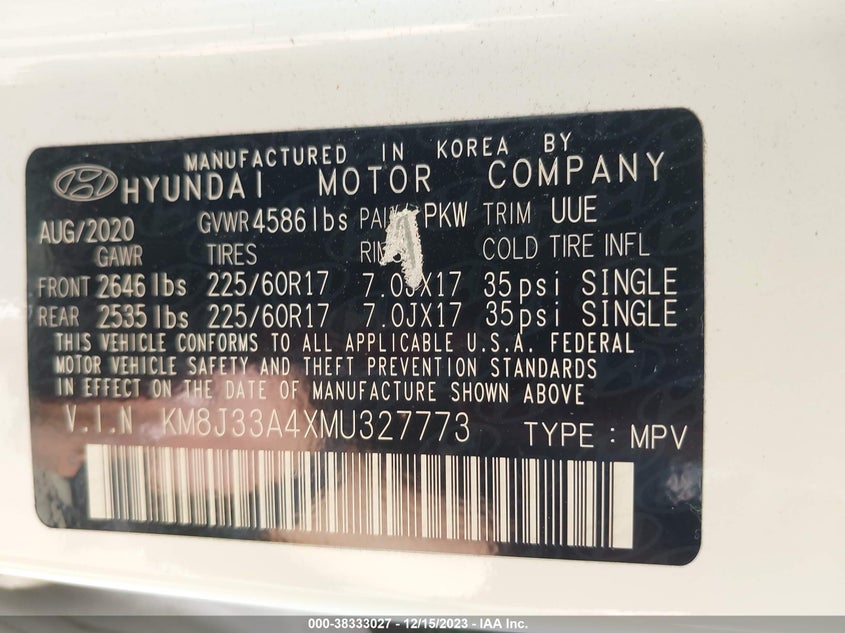 MANUFACTURED IN KOREA BY
HYUNDAI MOTOR COMPANY
AUG/2020 GVWR 4586 lbs PKW TRIM UUE
GAWR TIRES COLD TIRE INFL
FRONT 2646 lbs 225/60R17 7.0JX17 35psi SINGLE
REAR 2535 lbs 225/60R17 7.0JX17 35psi SINGLE
THIS VEHICLE CONFORMS TO ALL APPLICABLE U.S.A. FEDERAL
MOTOR VEHICLE SAFETY AND THEFT PREVENTION STANDARDS
IN EFFECT ON THE DATE OF MANUFACTURE SHOWN ABOVE
V.I.N KM8J33A4XMU327773 TYPE : MPV
000-38333027 - 12/15/2023 - IAA Inc.